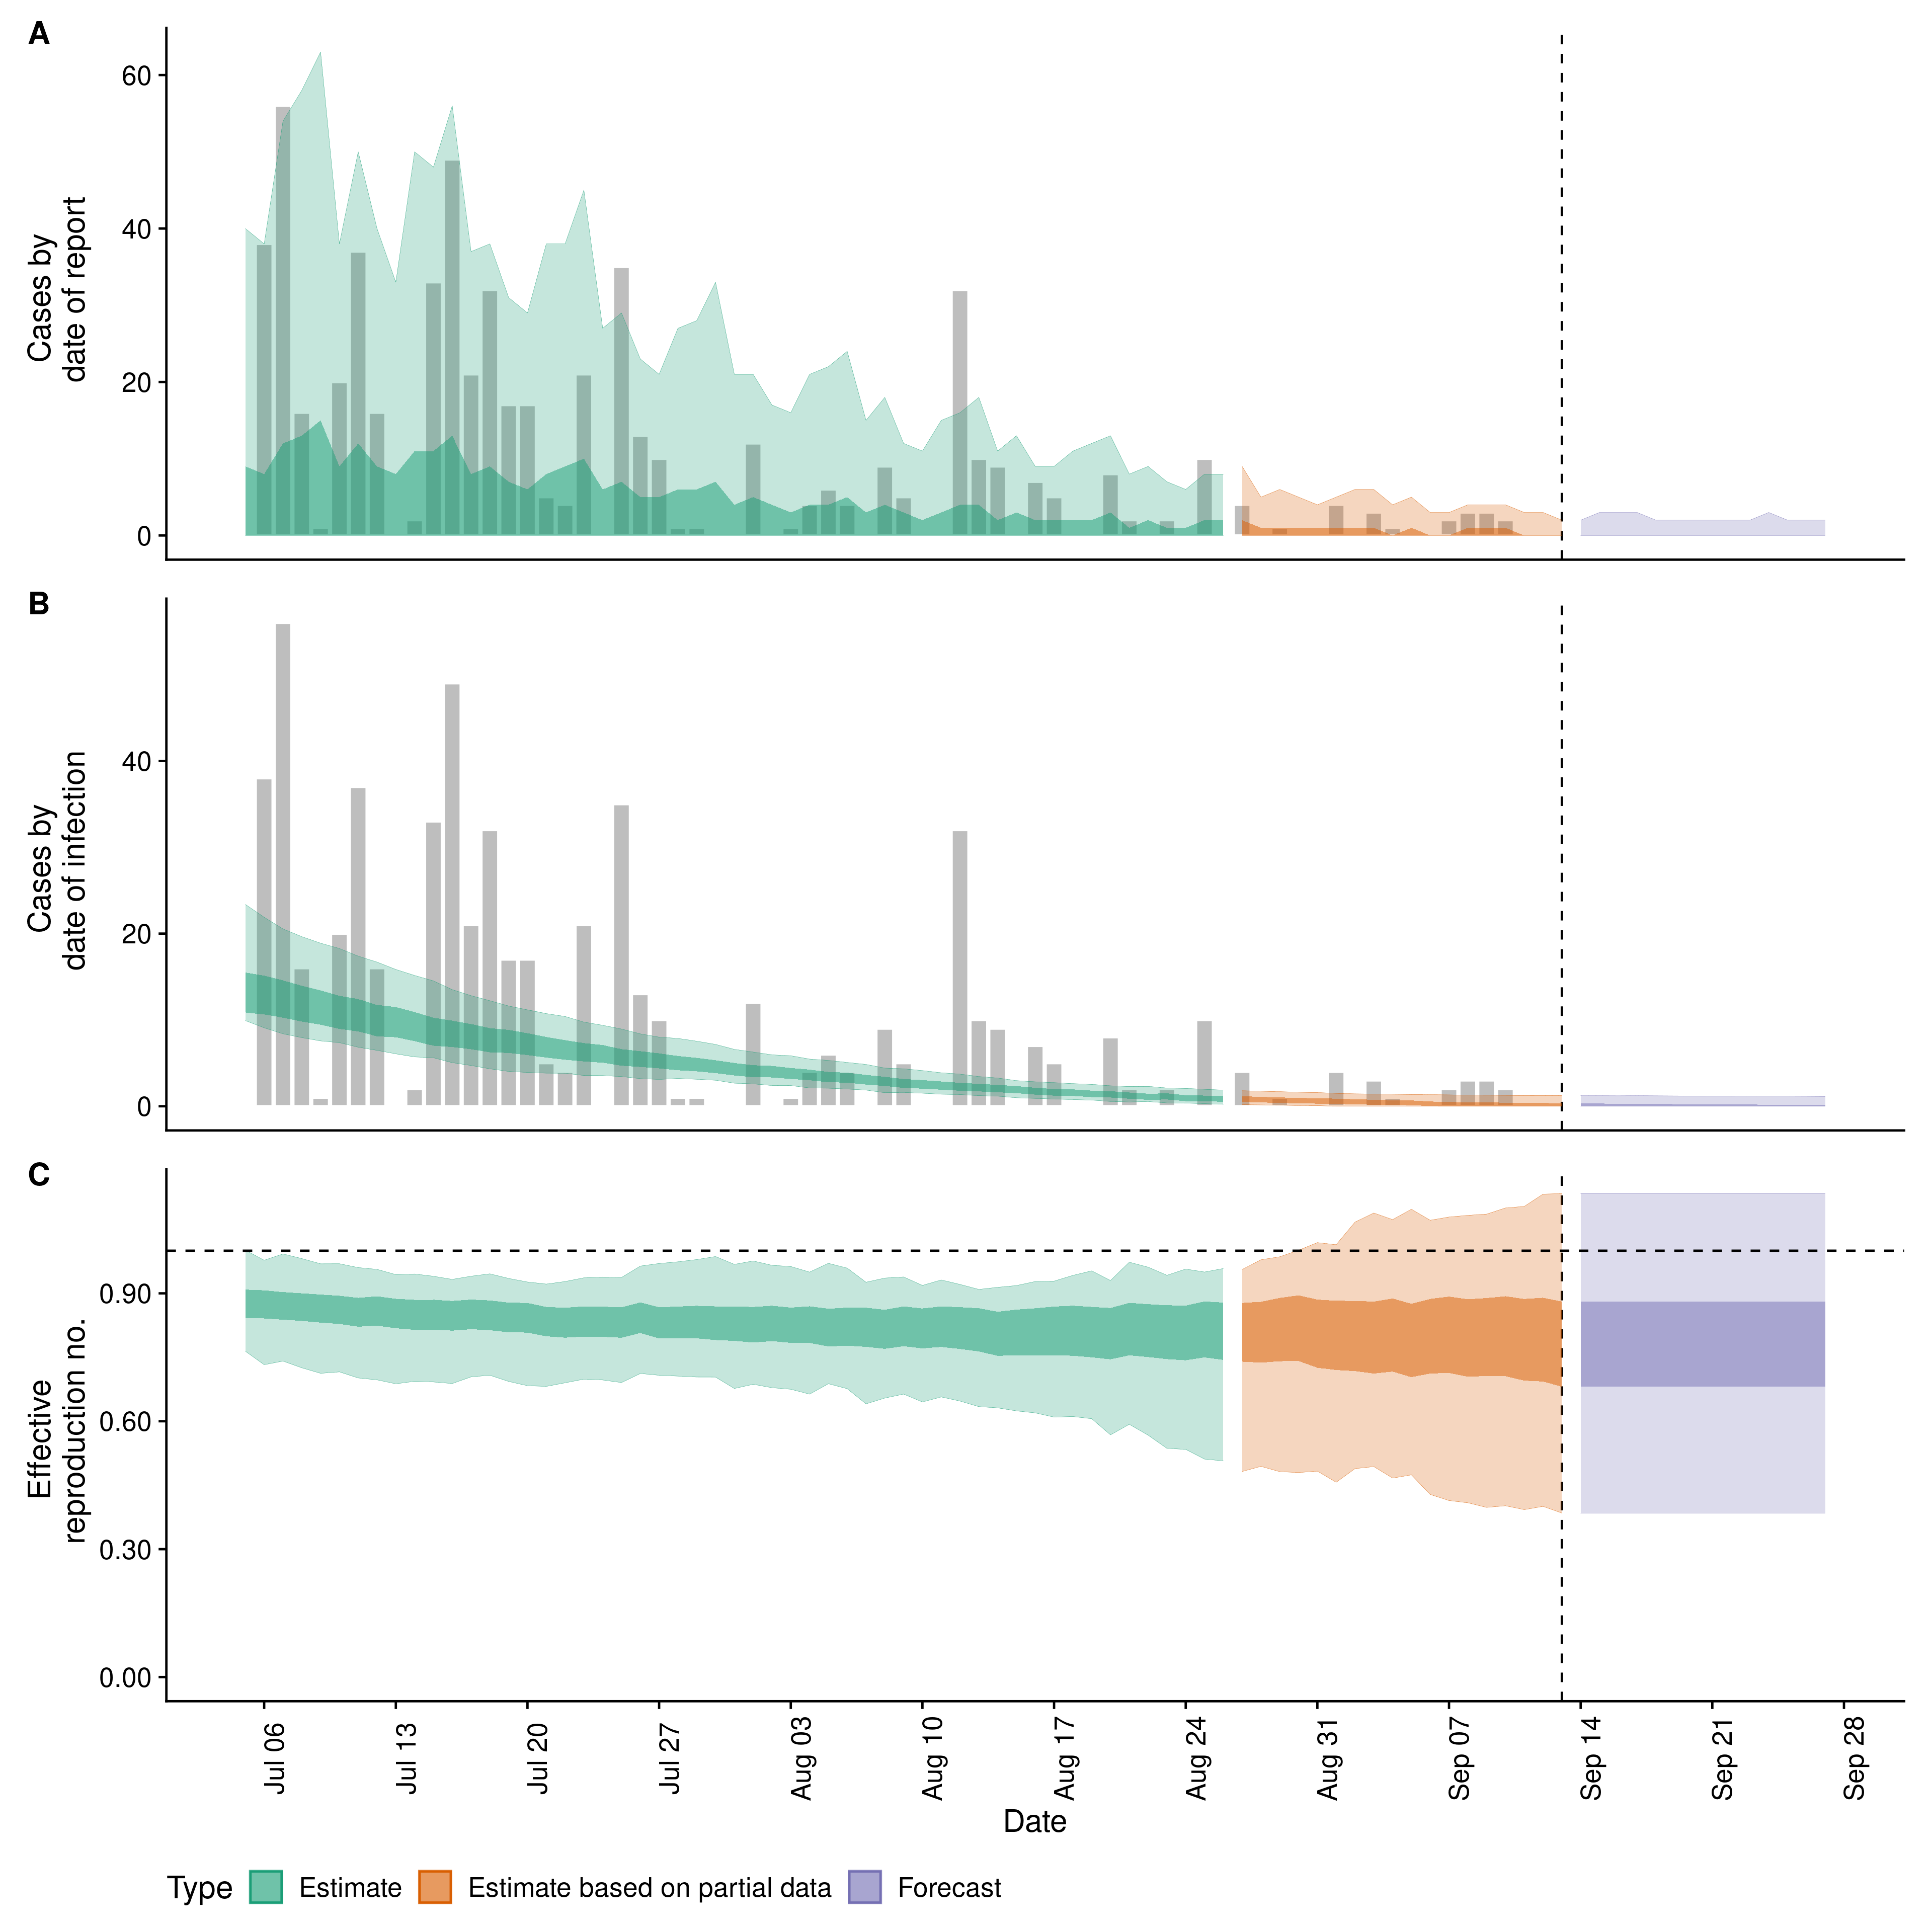 A
Cases by
date of report
60
40
20
0
B
Cases by
date of infection
40
20
0
C
Effective
reproduction no.
0.90
0.60
0.30
0.00
Jul 06
Jul 13
Jul 20
Jul 27
Aug 03
Aug 10
Aug 17
Aug 24
Aug 31
Sep 07
Sep 14
Sep 21
Sep 28
Date
Type Estimate Estimate based on partial data Forecast